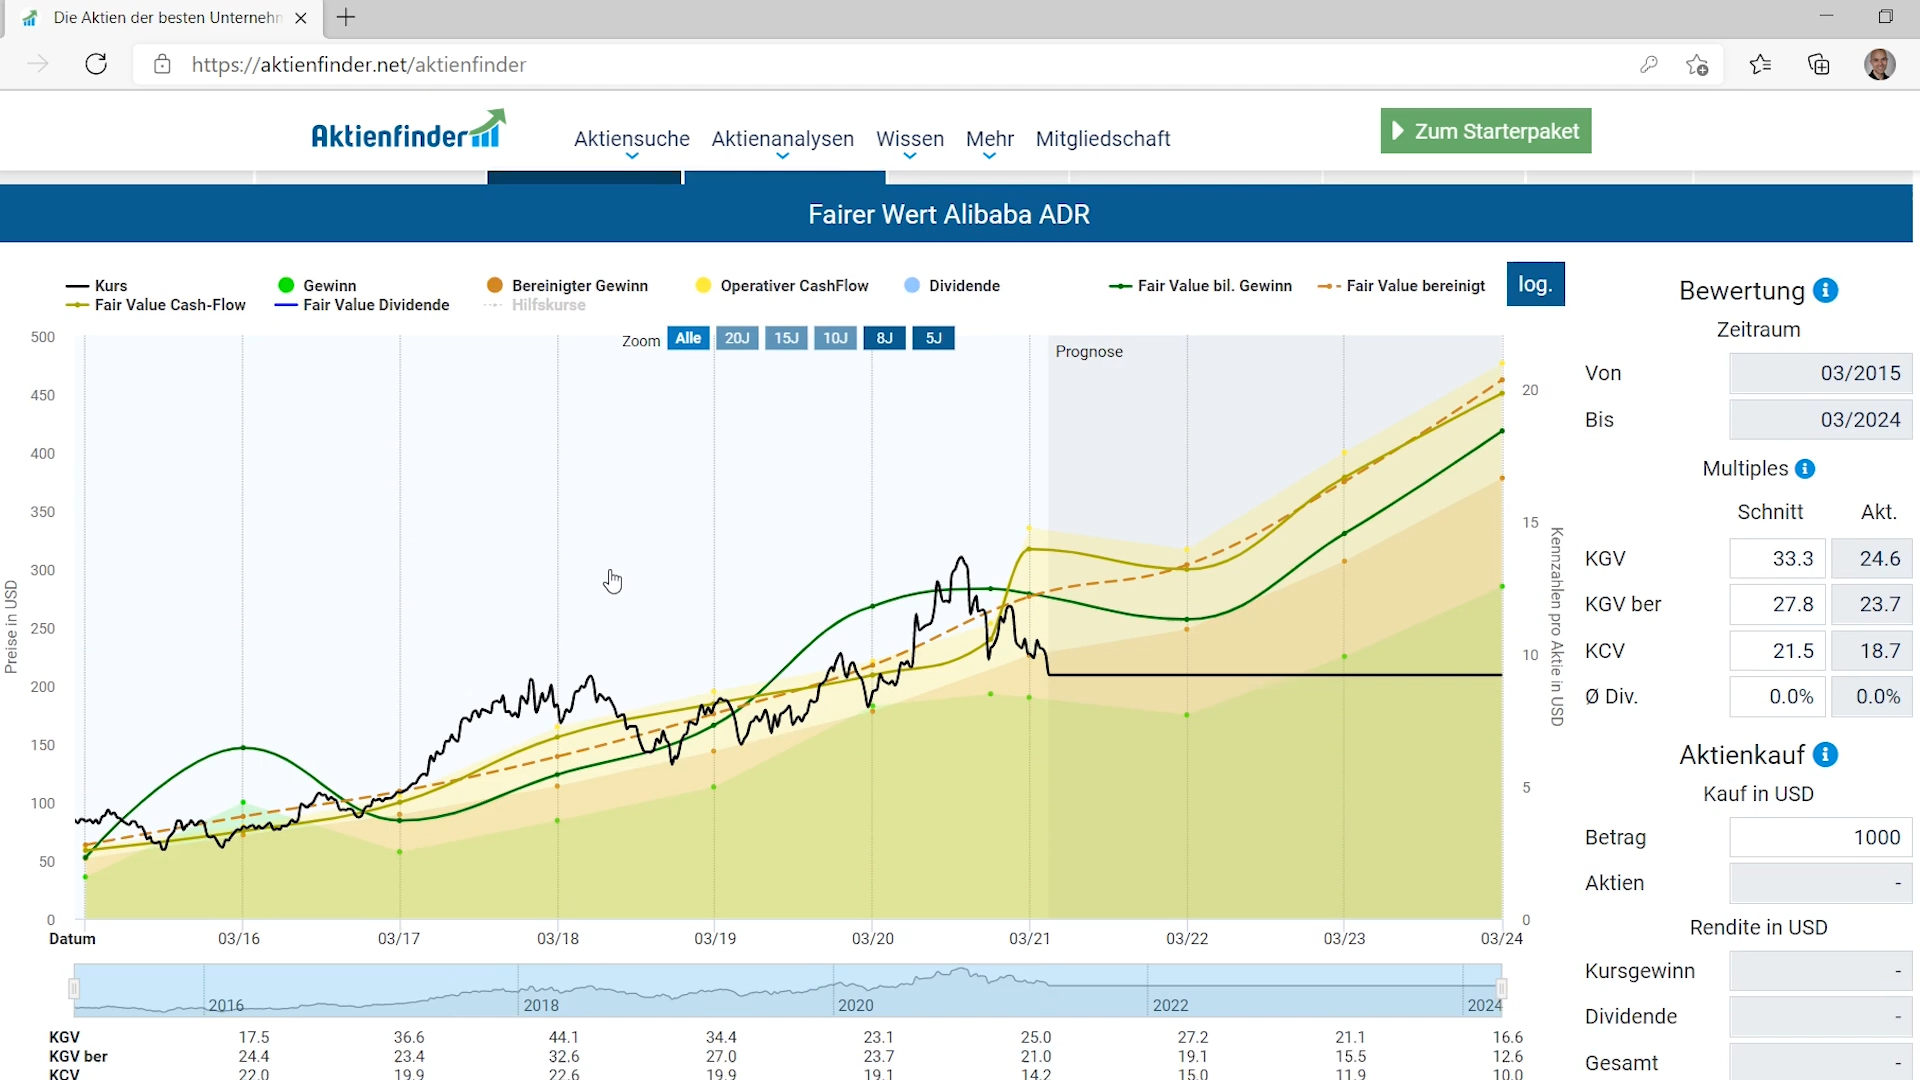 Die Aktien der besten Unternehm
https://aktienfinder.net/aktienfinder
Aktienfinder
Aktiensuche Aktienanalysen Wissen Mehr Mitgliedschaft
Zum Starterpaket
Fairer Wert Alibaba ADR
Kurs Gewinn Bereinigter Gewinn Operativer CashFlow Dividende Fair Value bil. Gewinn Fair Value bereinigt
Fair Value Cash-Flow Fair Value Dividende Hilfskurse
log.
Zoom Alle 20J 15J 10J 8J 5J
Prognose
500
450
400
350
300
250
200
150
100
50
0
Preise in USD
20
15
10
5
0
Kennzahlen pro Aktie in USD
Datum 03/16 03/17 03/18 03/19 03/20 03/21 03/22 03/23 03/24
2016 2018 2020 2022 2024
KGV 17.5 36.6 44.1 34.4 23.1 25.0 27.2 21.1 16.6
KGV ber 24.4 23.4 32.6 27.0 23.7 21.0 19.1 15.5 12.6
KCV 22.0 19.9 22.6 19.9 19.1 14.2 15.0 11.9 10.0
Bewertung i
Zeitraum
Von 03/2015
Bis 03/2024
Multiples i
Schnitt Akt.
KGV 33.3 24.6
KGV ber 27.8 23.7
KCV 21.5 18.7
Ø Div. 0.0% 0.0%
Aktienkauf i
Kauf in USD
Betrag 1000
Aktien -
Rendite in USD
Kursgewinn -
Dividende -
Gesamt -